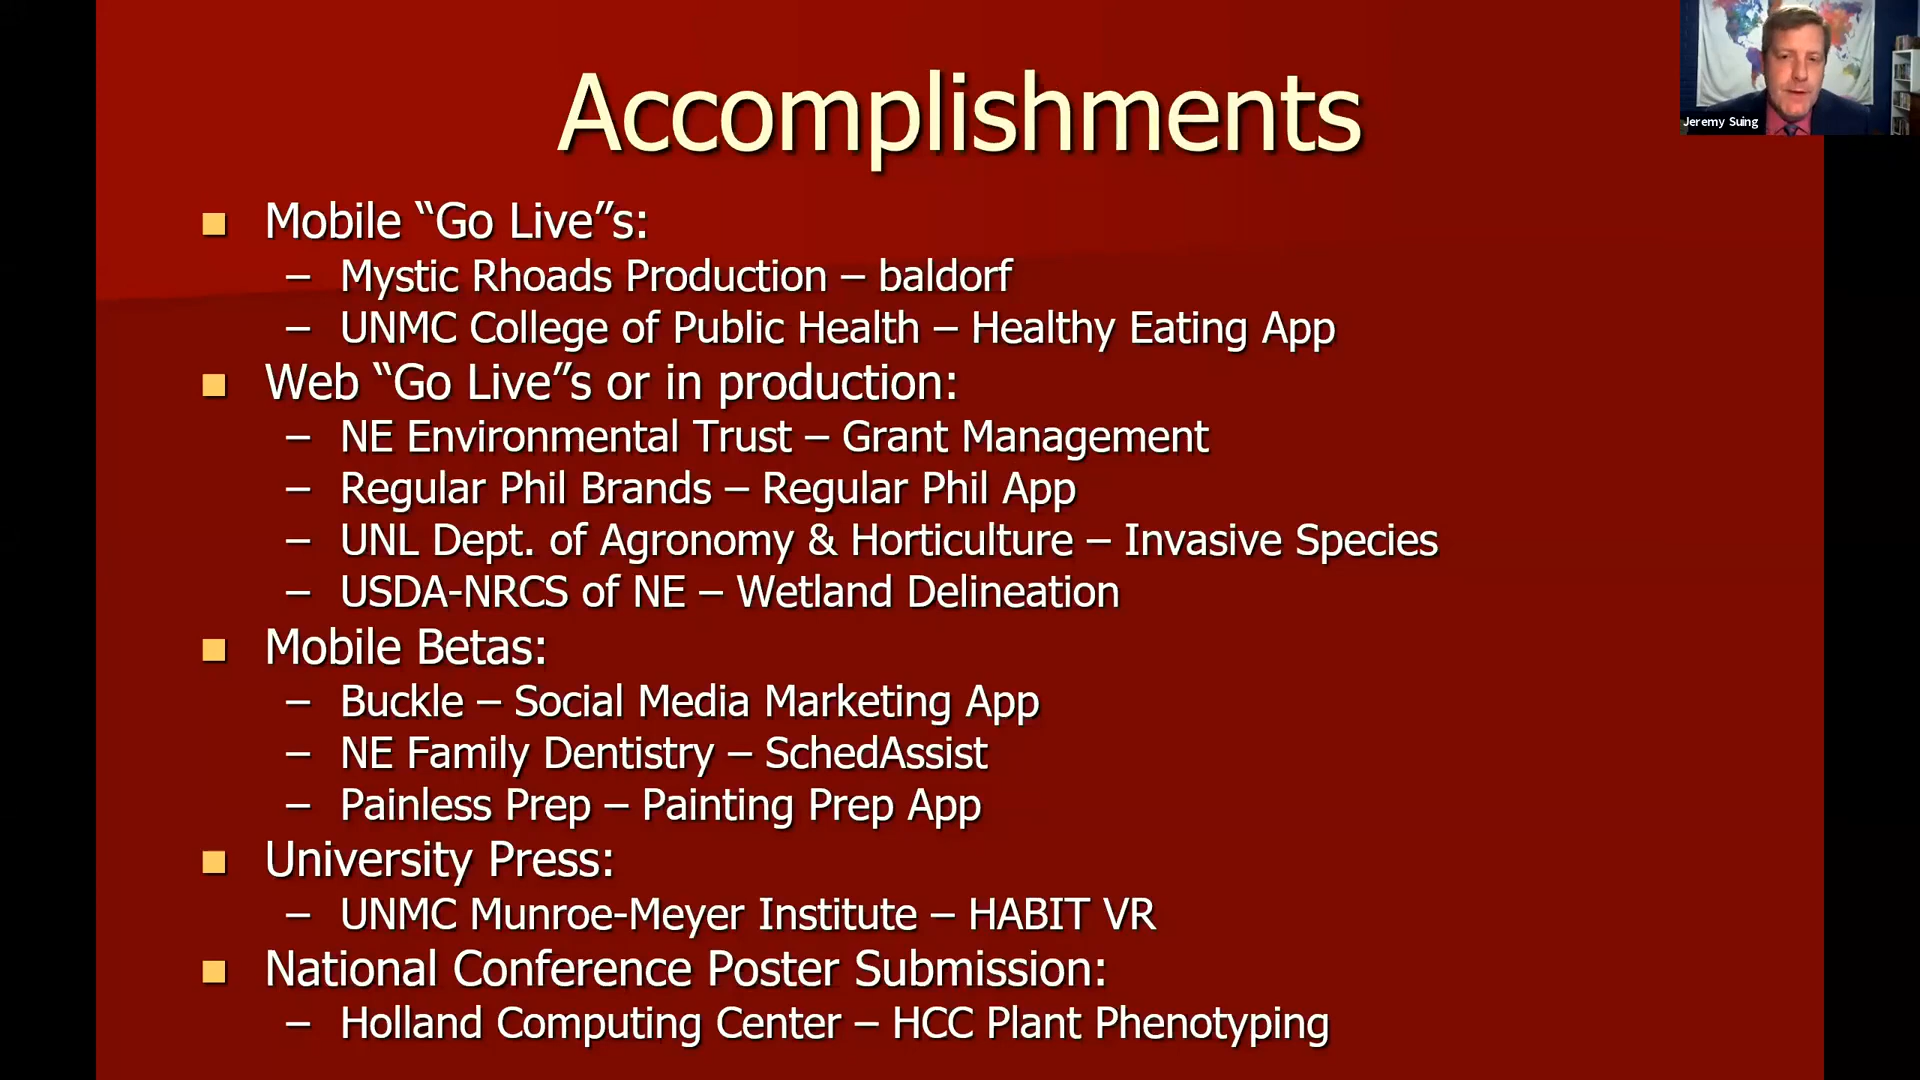 Accomplishments
Jeremy Suing
■ Mobile “Go Live”s:
– Mystic Rhoads Production – baldorf
– UNMC College of Public Health – Healthy Eating App
■ Web “Go Live”s or in production:
– NE Environmental Trust – Grant Management
– Regular Phil Brands – Regular Phil App
– UNL Dept. of Agronomy & Horticulture – Invasive Species
– USDA-NRCS of NE – Wetland Delineation
■ Mobile Betas:
– Buckle – Social Media Marketing App
– NE Family Dentistry – SchedAssist
– Painless Prep – Painting Prep App
■ University Press:
– UNMC Munroe-Meyer Institute – HABIT VR
■ National Conference Poster Submission:
– Holland Computing Center – HCC Plant Phenotyping